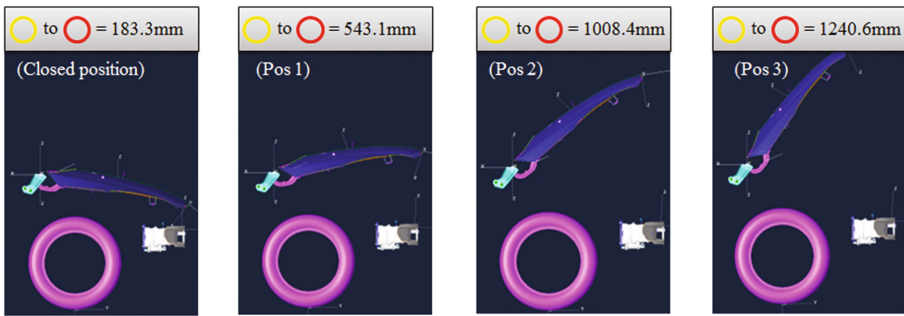 to = 183.3mm
(Closed position)
to = 543.1mm
(Pos 1)
to = 1008.4mm
(Pos 2)
to = 1240.6mm
(Pos 3)